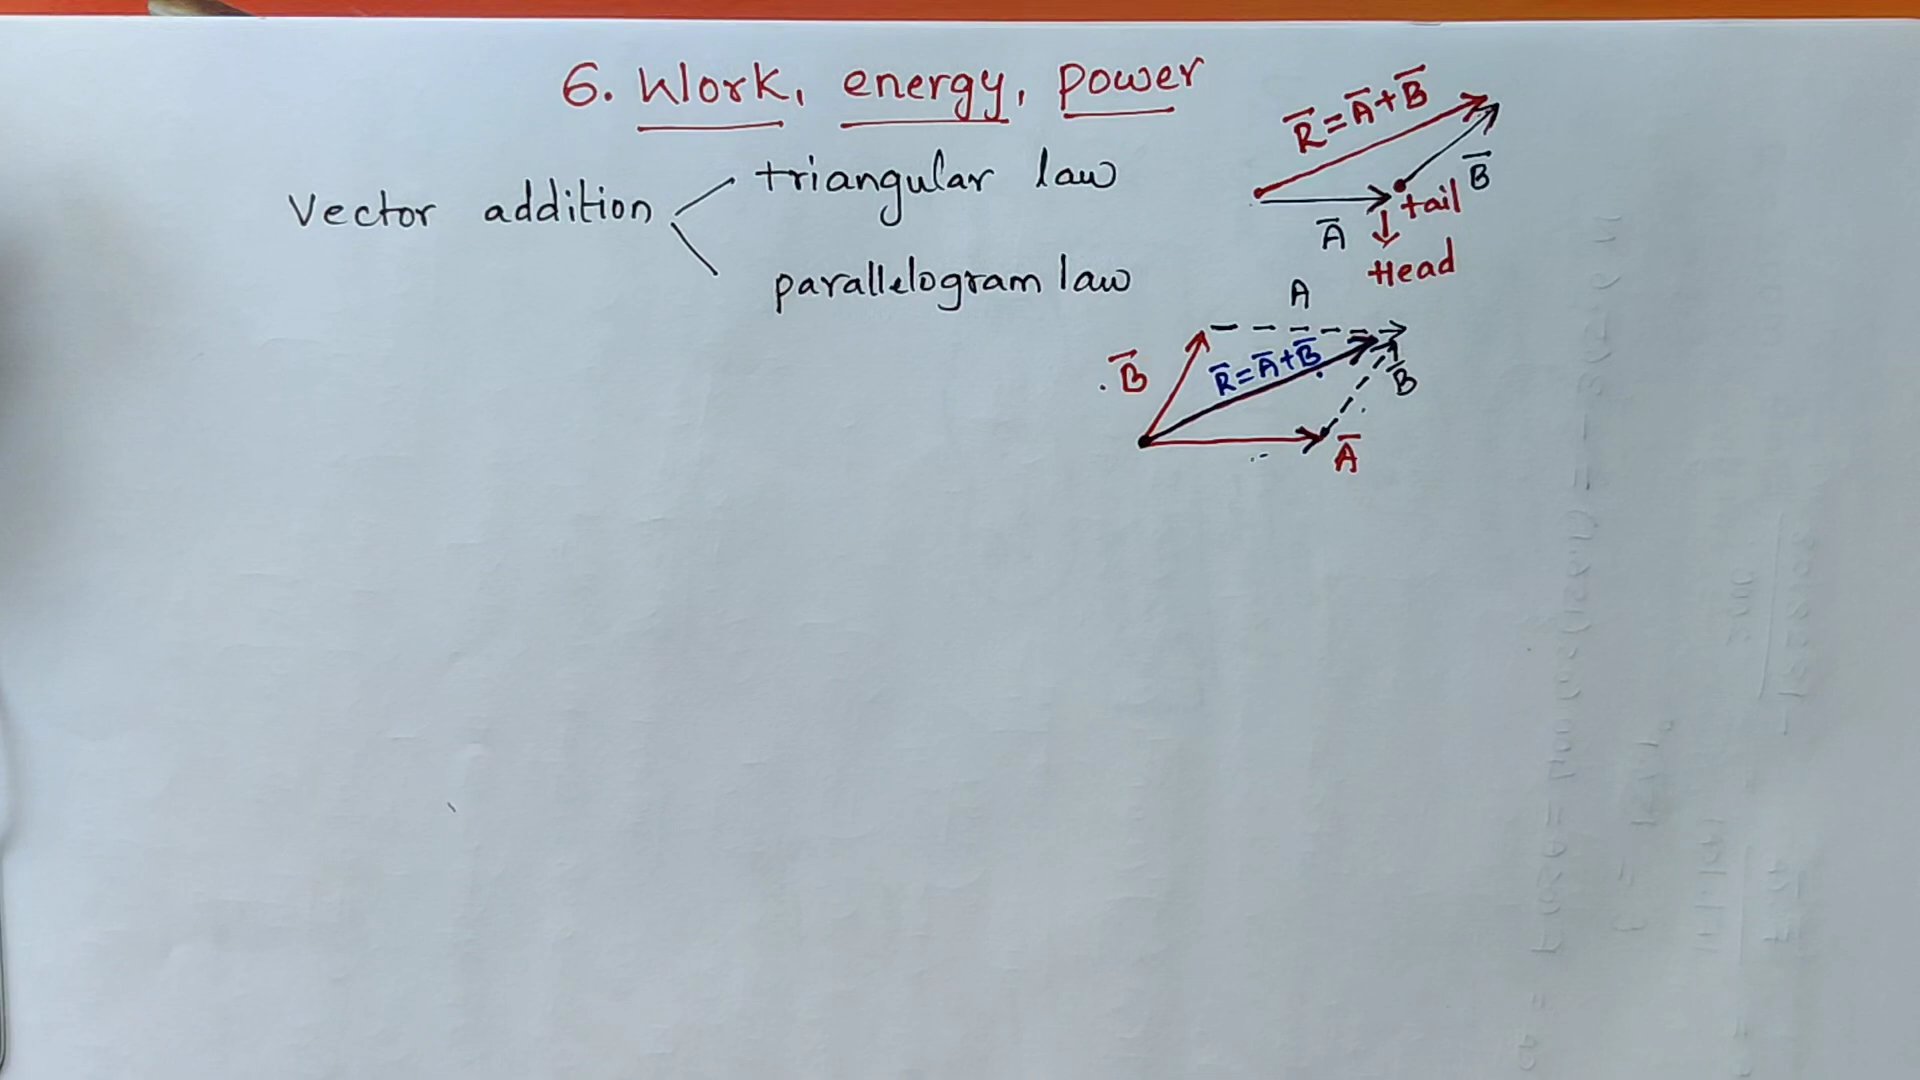 6. Work, energy, power
R̅=A̅+B̅
B̅
Vector addition
triangular law
tail
A̅
Head
parallelogram law
A
B̅
R̅=A̅+B̅
B̅
A̅